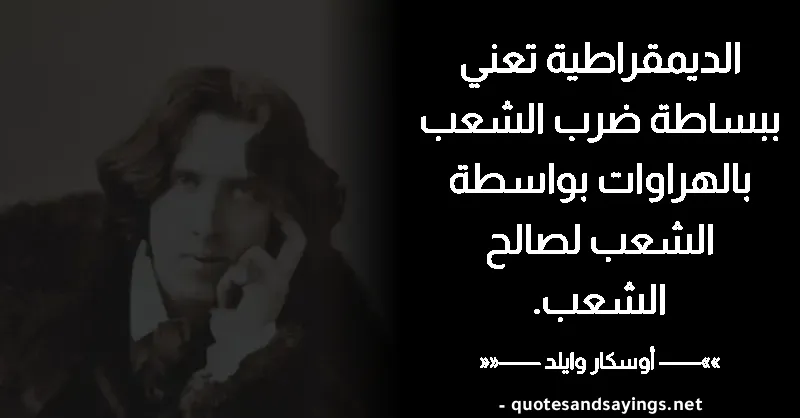 الديمقراطية تعني
ببساطة ضرب الشعب
بالهراوات بواسطة
الشعب لصالح
الشعب.
»»—— أوسكار وايلد ——««
- quotesandsayings.net